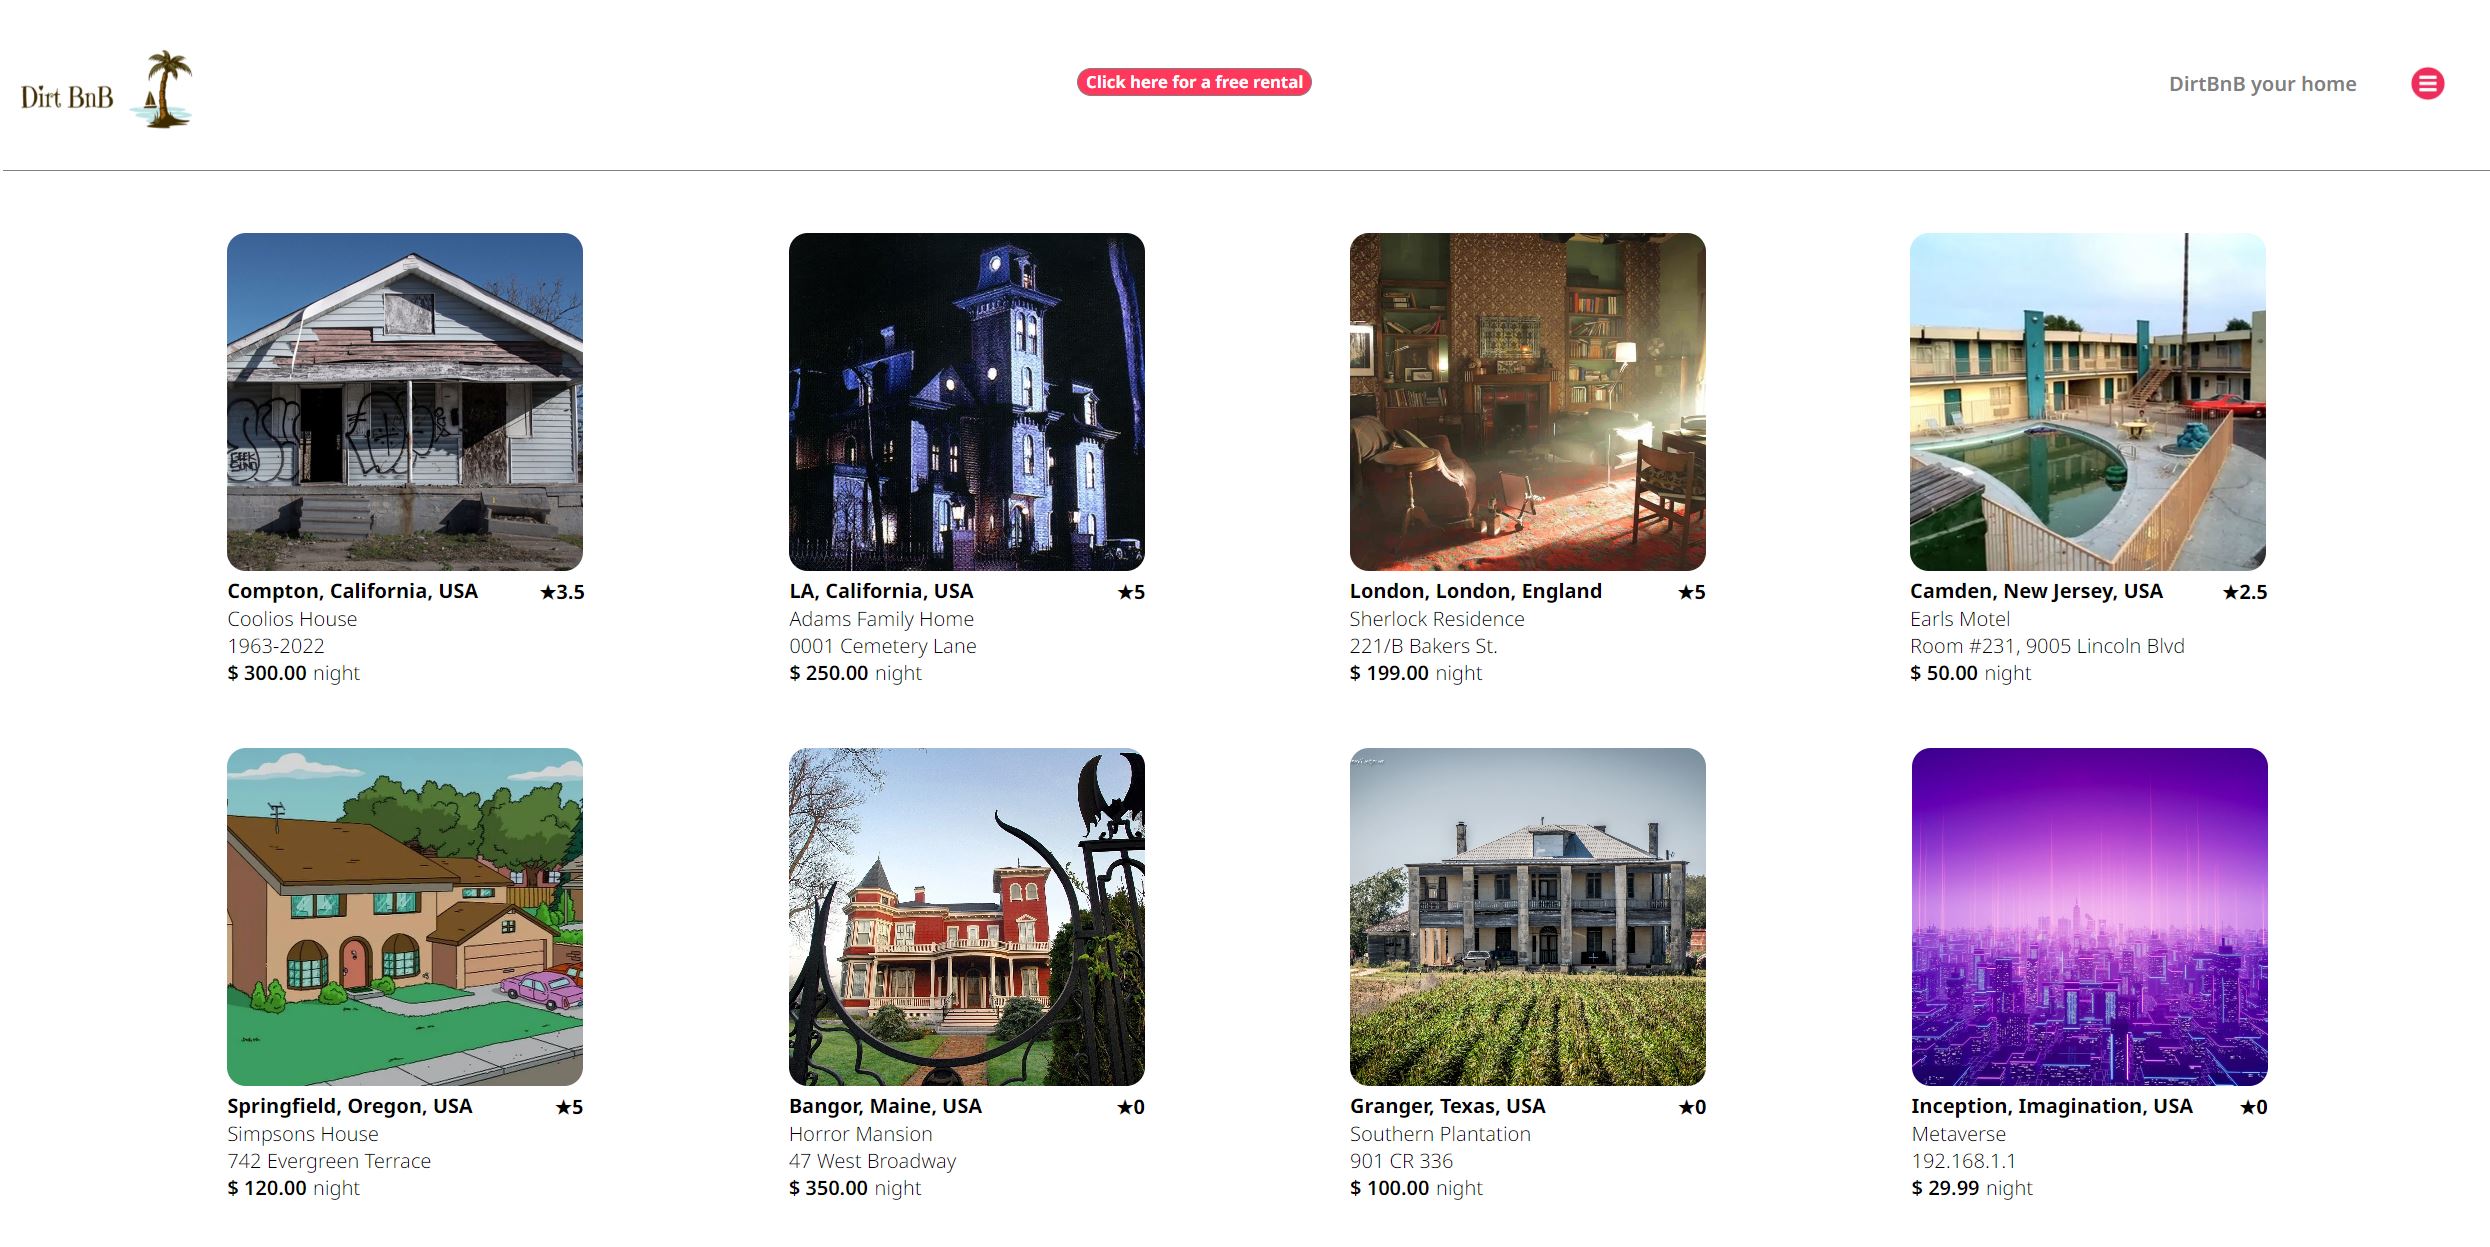 Dirt BnB
Click here for a free rental
DirtBnB your home
GEEK
Compton, California, USA ★3.5
Coolios House
1963-2022
$ 300.00 night
LA, California, USA ★5
Adams Family Home
0001 Cemetery Lane
$ 250.00 night
London, London, England ★5
Sherlock Residence
221/B Bakers St.
$ 199.00 night
Camden, New Jersey, USA ★2.5
Earls Motel
Room #231, 9005 Lincoln Blvd
$ 50.00 night
Springfield, Oregon, USA ★5
Simpsons House
742 Evergreen Terrace
$ 120.00 night
Bangor, Maine, USA ★0
Horror Mansion
47 West Broadway
$ 350.00 night
Granger, Texas, USA ★0
Southern Plantation
901 CR 336
$ 100.00 night
Inception, Imagination, USA ★0
Metaverse
192.168.1.1
$ 29.99 night